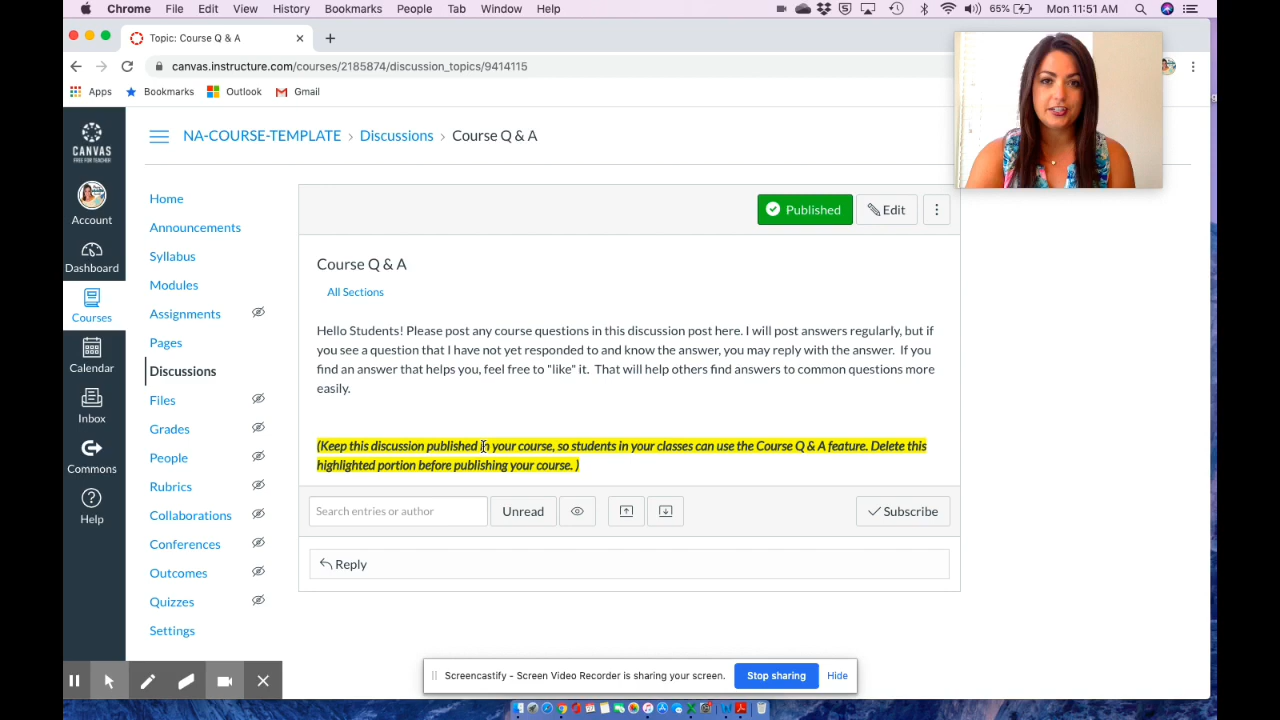 Chrome File Edit View History Bookmarks People Tab Window Help 65% Mon 11:51 AM
Topic: Course Q & A
canvas.instructure.com/courses/2185874/discussion_topics/9414115
Apps Bookmarks Outlook Gmail
CANVAS
FREE FOR TEACHER
Account
Dashboard
Courses
Calendar
Inbox
Commons
Help
NA-COURSE-TEMPLATE › Discussions › Course Q & A
Home
Announcements
Syllabus
Modules
Assignments
Pages
Discussions
Files
Grades
People
Rubrics
Collaborations
Conferences
Outcomes
Quizzes
Settings
Published Edit
Course Q & A
All Sections
Hello Students! Please post any course questions in this discussion post here. I will post answers regularly, but if
you see a question that I have not yet responded to and know the answer, you may reply with the answer. If you
find an answer that helps you, feel free to "like" it. That will help others find answers to common questions more
easily.
(Keep this discussion published in your course, so students in your classes can use the Course Q & A feature. Delete this
highlighted portion before publishing your course. )
Search entries or author Unread Subscribe
Reply
Screencastify - Screen Video Recorder is sharing your screen. Stop sharing Hide